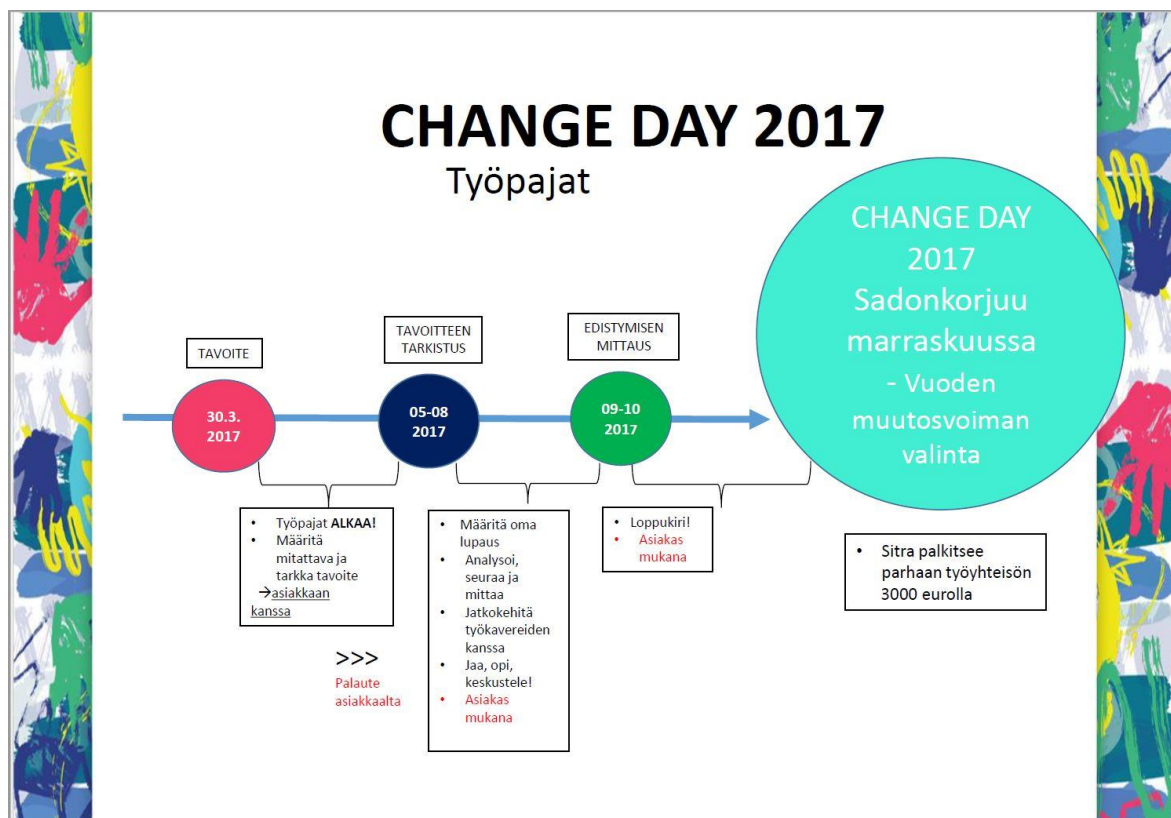 CHANGE DAY 2017
Työpajat
TAVOITE
TAVOITTEEN
TARKISTUS
EDISTYMISEN
MITTAUS
30.3.
2017
05-08
2017
09-10
2017
CHANGE DAY
2017
Sadonkorjuu
marraskuussa
- Vuoden
muutosvoiman
valinta
• Työpajat ALKAA!
• Määritä
mitattava ja
tarkka tavoite
→asiakkaan
kanssa
>>>
Palaute
asiakkaalta
• Määritä oma
lupaus
• Analysoi,
seuraa ja
mittaa
• Jatkokehitä
työkavereiden
kanssa
• Jaa, opi,
keskustele!
• Asiakas
mukana
• Loppukiri!
• Asiakas
mukana
• Sitra palkitsee
parhaan työyhteisön
3000 eurolla